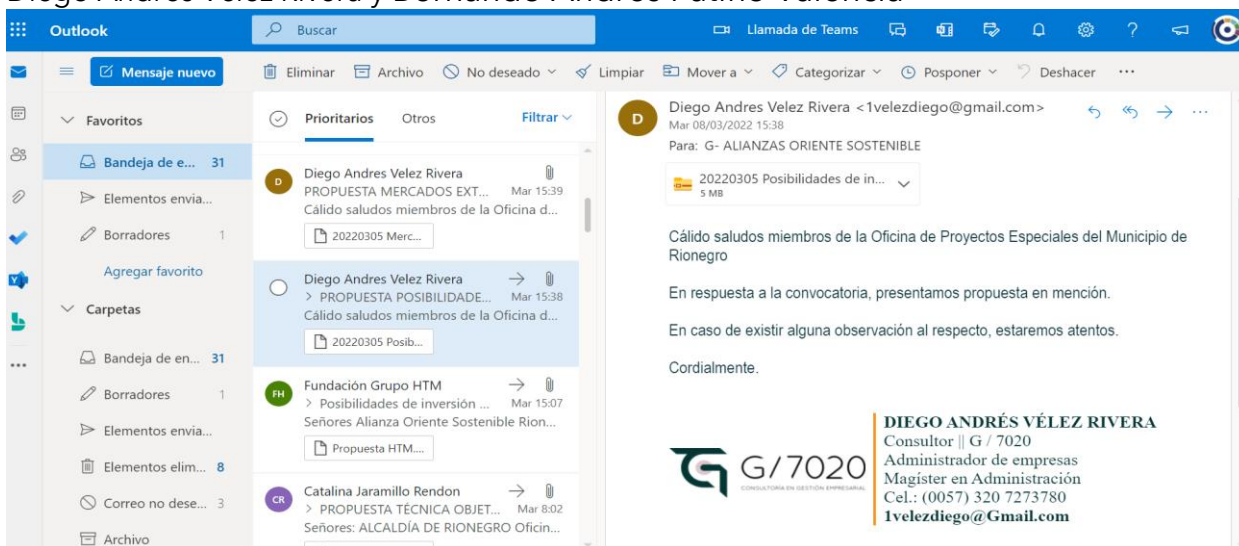 Diego Andres Velez Rivera y Bernando Andres Patino Valencia
Outlook
Buscar
Llamada de Teams
Mensaje nuevo
Eliminar
Archivo
No deseado
Limpiar
Mover a
Categorizar
Posponer
Deshacer
Favoritos
Bandeja de e... 31
Elementos envia...
Borradores 1
Agregar favorito
Carpetas
Bandeja de en... 31
Borradores 1
Elementos envia...
Elementos elim... 8
Correo no dese... 3
Archivo
Prioritarios Otros Filtrar
D
Diego Andres Velez Rivera
PROPUESTA MERCADOS EXT... Mar 15:39
Cálido saludos miembros de la Oficina d...
20220305 Merc...
Diego Andres Velez Rivera
> PROPUESTA POSIBILIDADE... Mar 15:38
Cálido saludos miembros de la Oficina d...
20220305 Posib...
FH
Fundación Grupo HTM
> Posibilidades de inversión ... Mar 15:07
Señores Alianza Oriente Sostenible Rion...
Propuesta HTM....
CR
Catalina Jaramillo Rendon
> PROPUESTA TÉCNICA OBJET... Mar 8:02
Señores: ALCALDÍA DE RIONEGRO Oficin...
D
Diego Andres Velez Rivera <1velezdiego@gmail.com>
Mar 08/03/2022 15:38
Para: G- ALIANZAS ORIENTE SOSTENIBLE
20220305 Posibilidades de in...
5 MB
Cálido saludos miembros de la Oficina de Proyectos Especiales del Municipio de
Rionegro
En respuesta a la convocatoria, presentamos propuesta en mención.
En caso de existir alguna observación al respecto, estaremos atentos.
Cordialmente.
G/7020
CONSULTORÍA EN GESTIÓN EMPRESARIAL
DIEGO ANDRÉS VÉLEZ RIVERA
Consultor || G / 7020
Administrador de empresas
Magíster en Administración
Cel.: (0057) 320 7273780
1velezdiego@Gmail.com